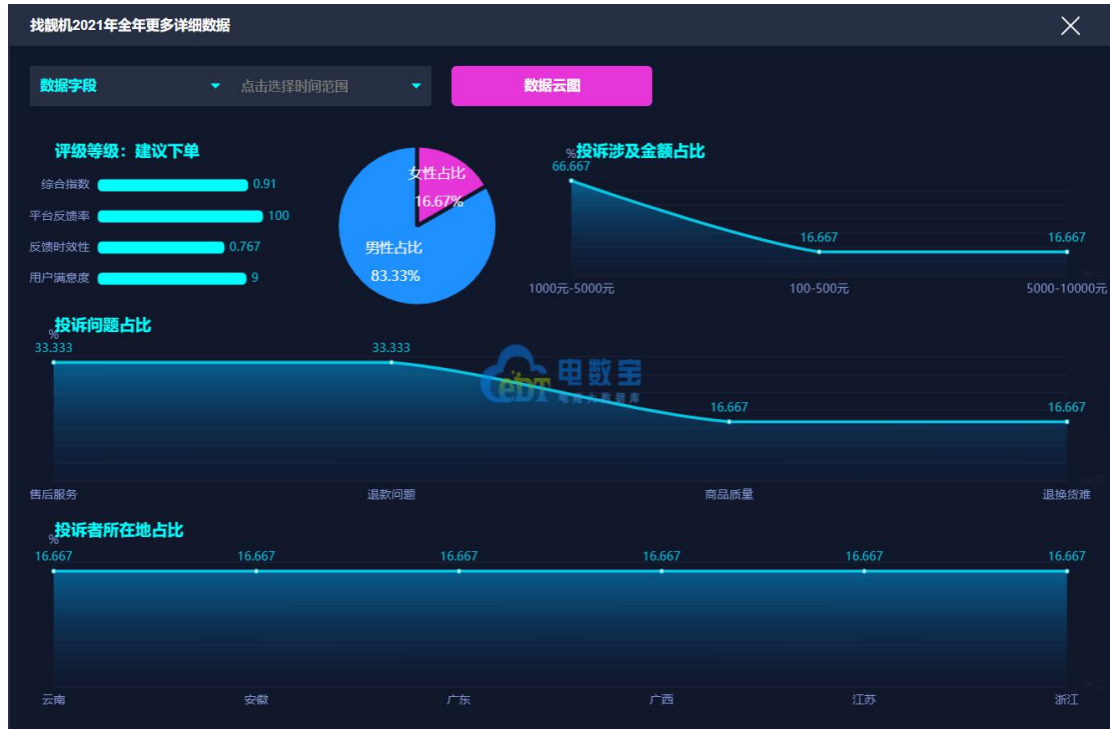 找靓机2021年全年更多详细数据
数据字段
点击选择时间范围
数据云图
评级等级：建议下单
综合指数
0.91
平台反馈率
100
反馈时效性
0.767
用户满意度
9
女性占比
16.67%
男性占比
83.33%
%
投诉涉及金额占比
66.667
16.667
16.667
1000元-5000元
100-500元
5000-10000元
投诉问题占比
%
33.333
33.333
16.667
16.667
售后服务
退款问题
商品质量
退换货难
ebT
电数宝
电商大数据库
投诉者所在地占比
%
16.667
16.667
16.667
16.667
16.667
16.667
云南
安徽
广东
广西
江苏
浙江